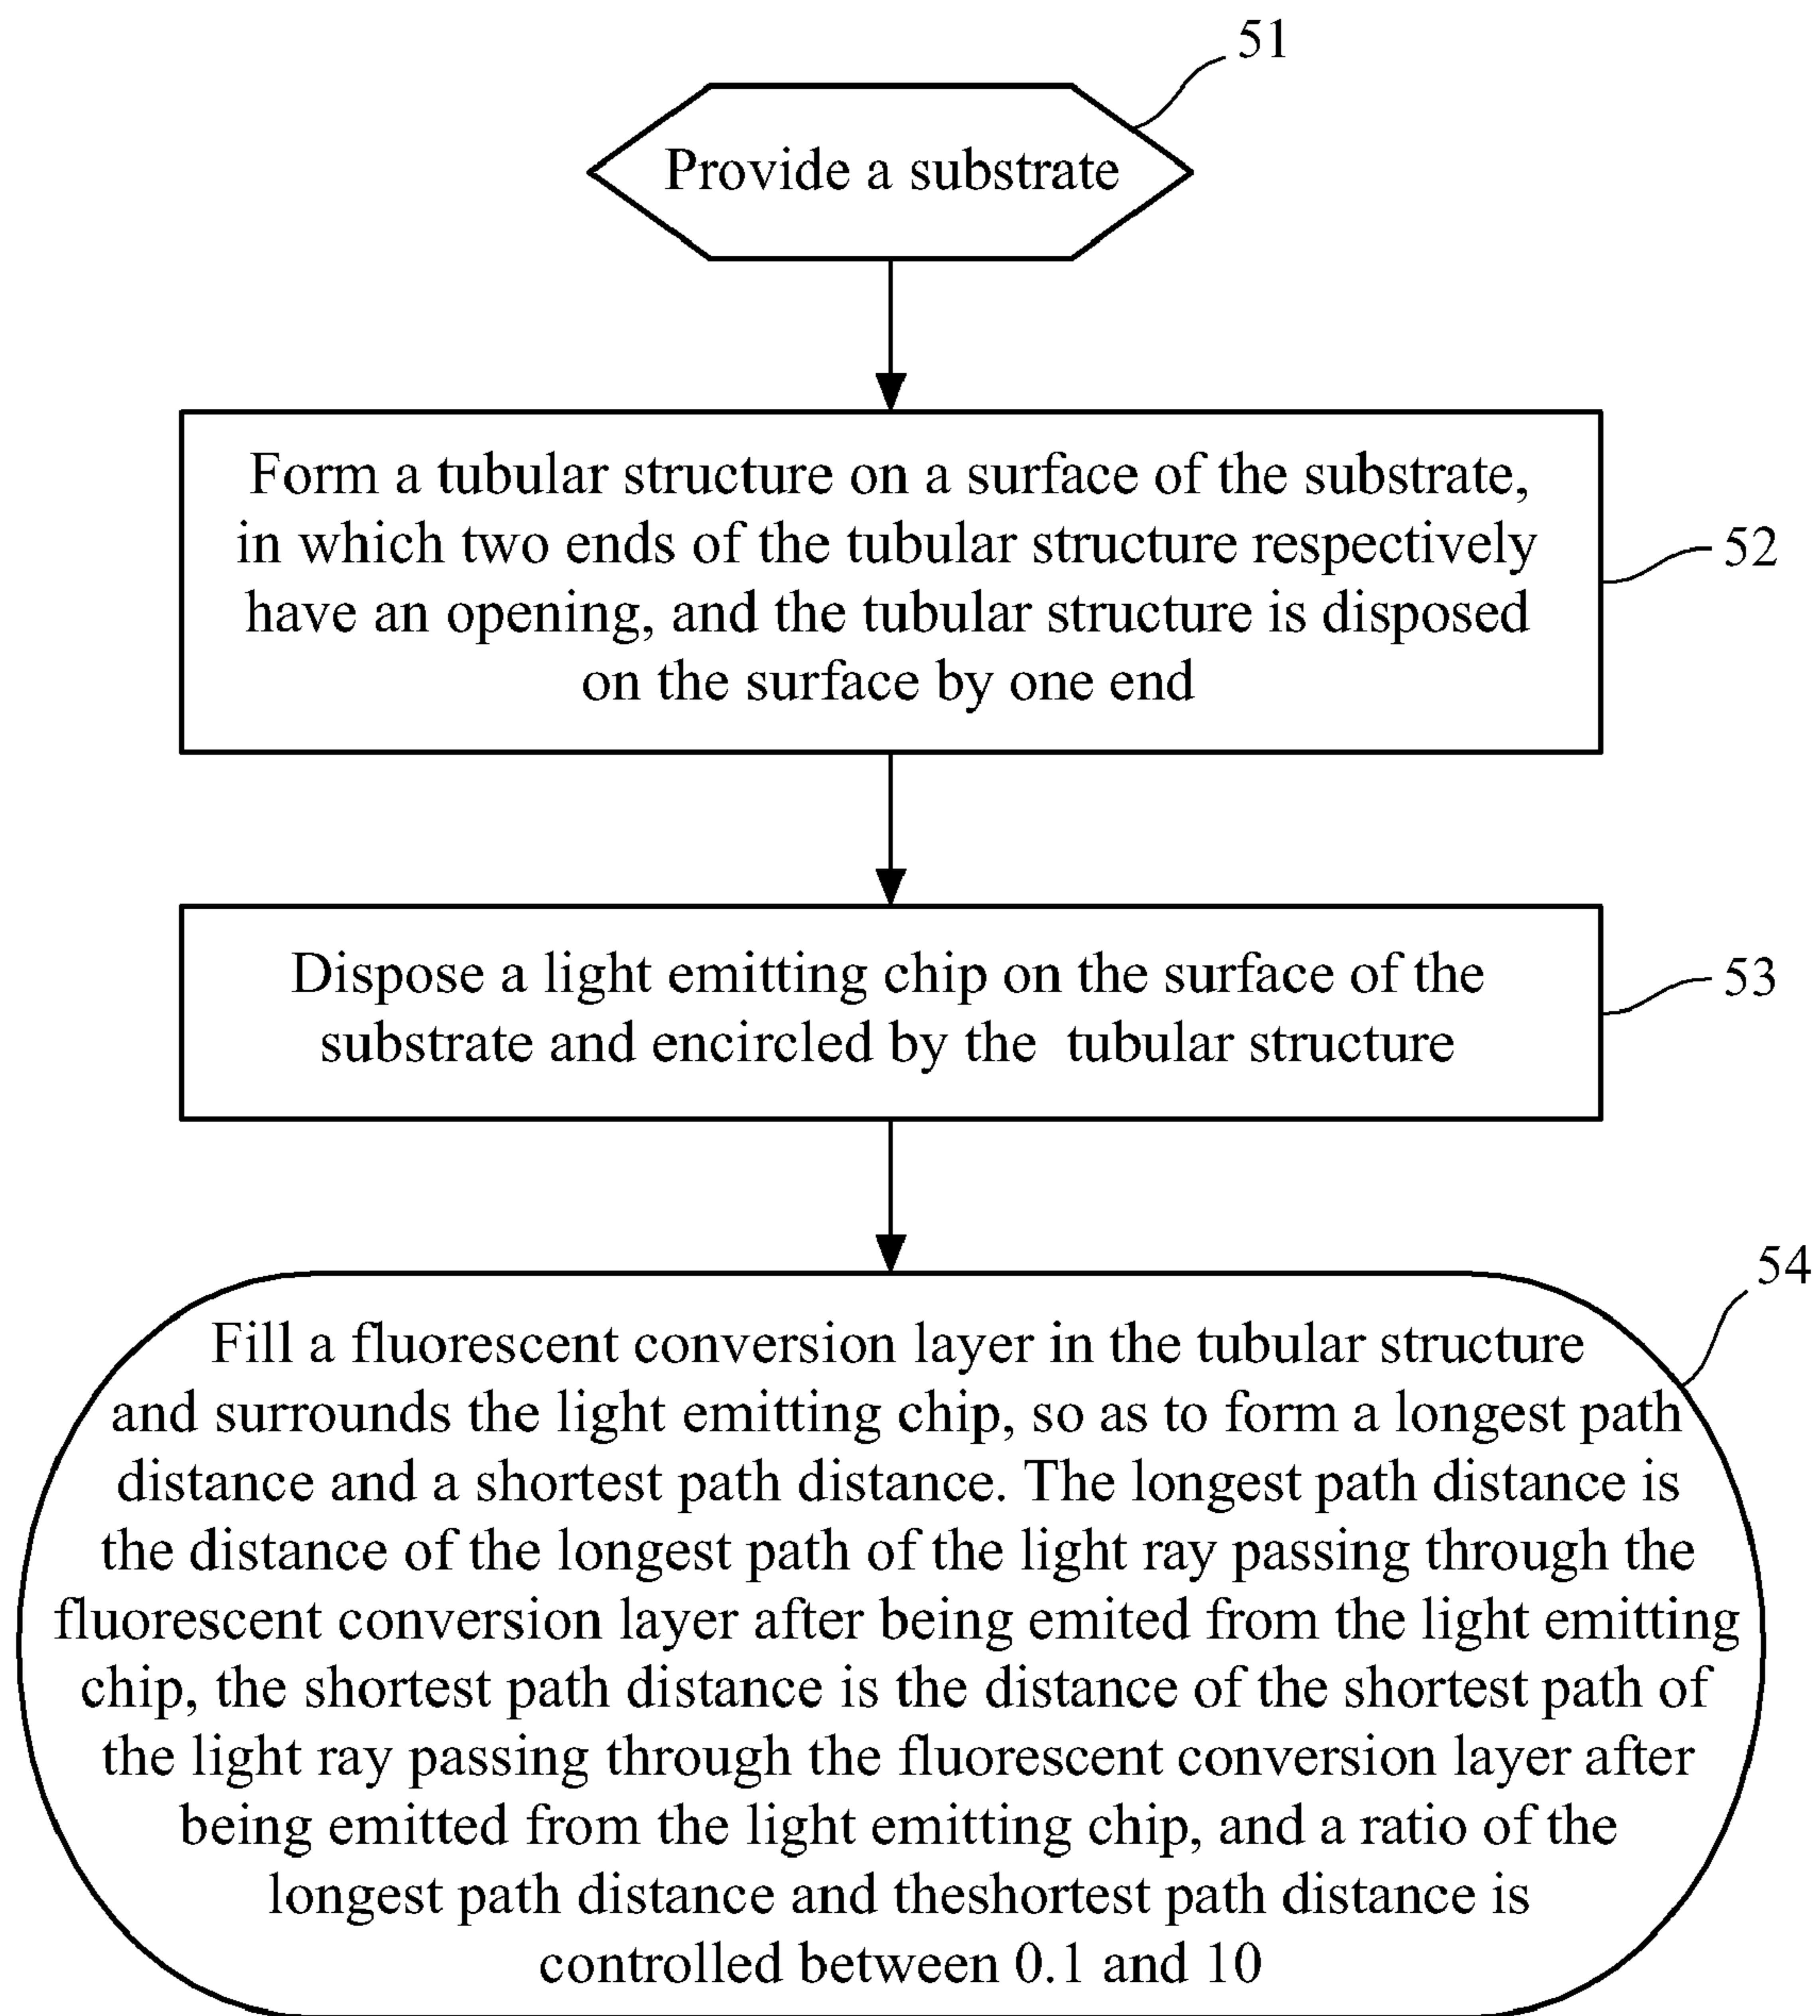 51
Provide a substrate
Form a tubular structure on a surface of the substrate,
in which two ends of the tubular structure respectively
have an opening, and the tubular structure is disposed
on the surface by one end
52
Dispose a light emitting chip on the surface of the
substrate and encircled by the tubular structure
53
54
Fill a fluorescent conversion layer in the tubular structure
and surrounds the light emitting chip, so as to form a longest path
distance and a shortest path distance. The longest path distance is
the distance of the longest path of the light ray passing through the
fluorescent conversion layer after being emited from the light emitting
chip, the shortest path distance is the distance of the shortest path of
the light ray passing through the fluorescent conversion layer after
being emitted from the light emitting chip, and a ratio of the
longest path distance and theshortest path distance is
controlled between 0.1 and 10